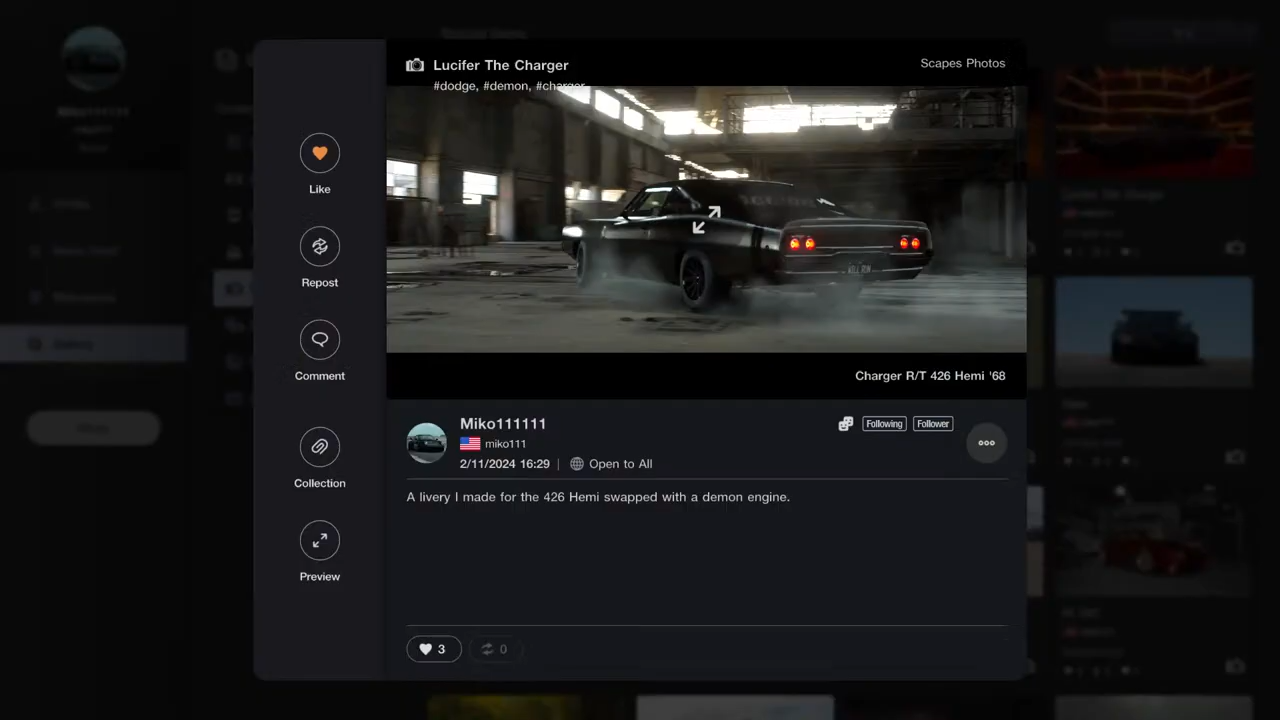 Lucifer The Charger
Scapes Photos
#dodge, #demon, #charger
Like
Repost
Comment
Collection
Preview
Charger R/T 426 Hemi '68
Miko111111
Following
Follower
miko111
2/11/2024 16:29 | Open to All
A livery I made for the 426 Hemi swapped with a demon engine.
3
0